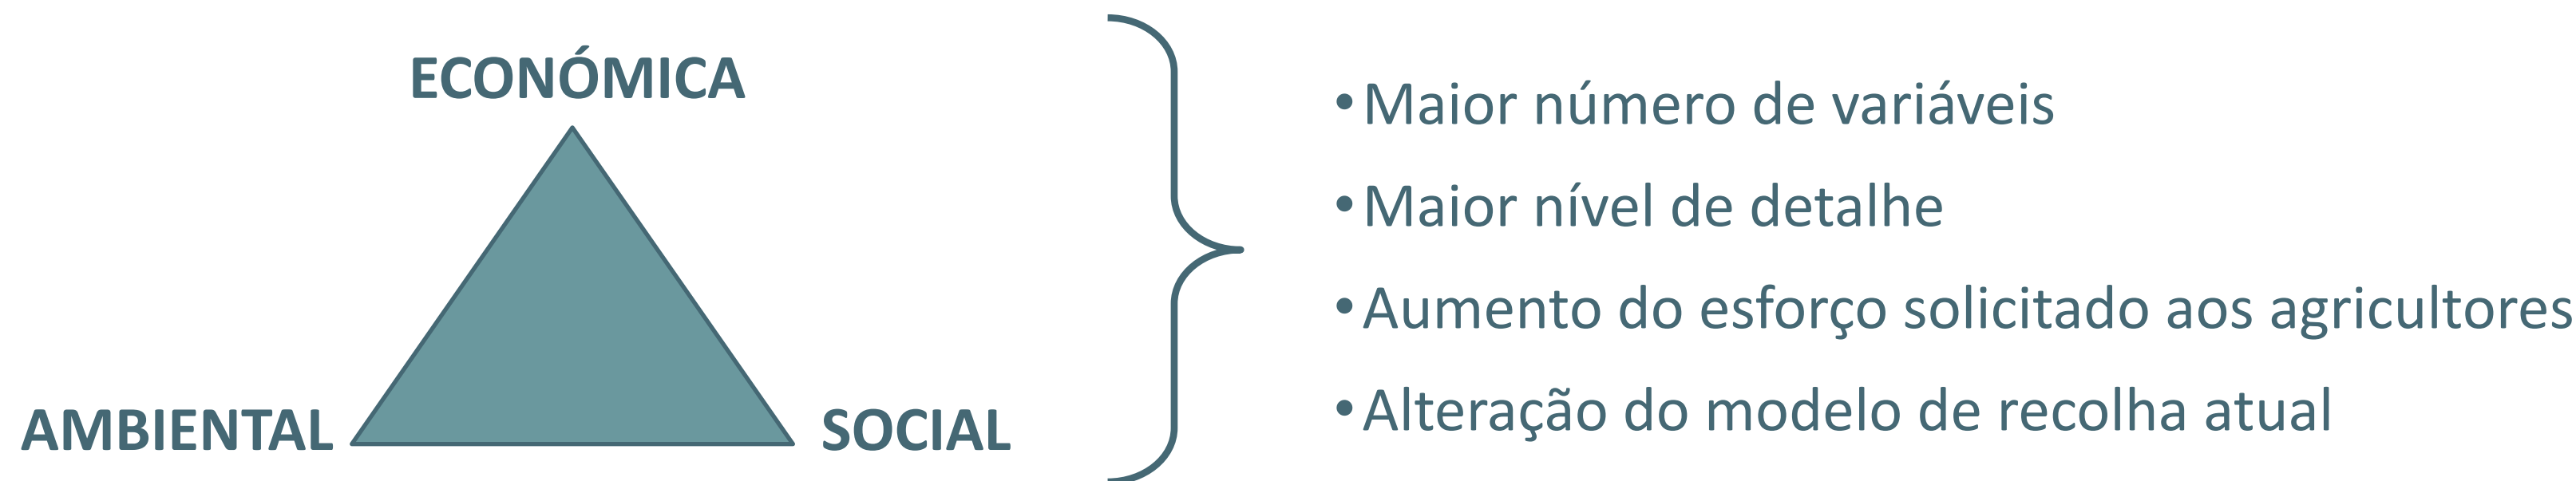 ECONÓMICA
AMBIENTAL
SOCIAL
•Maior número de variáveis
•Maior nível de detalhe
•Aumento do esforço solicitado aos agricultores
•Alteração do modelo de recolha atual